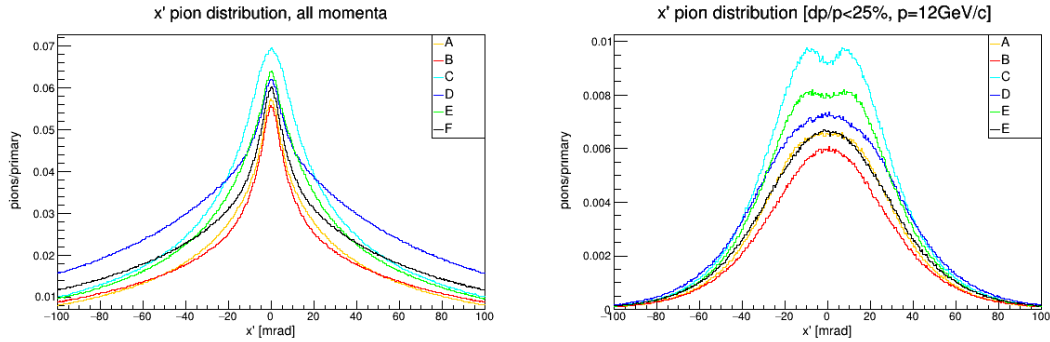 x' pion distribution, all momenta
pions/primary
0.07
0.06
0.05
0.04
0.03
0.02
0.01
−100 −80 −60 −40 −20 0 20 40 60 80 100
x' [mrad]
A
B
C
D
E
F
x' pion distribution [dp/p<25%, p=12GeV/c]
pions/primary
0.01
0.008
0.006
0.004
0.002
0
−100 −80 −60 −40 −20 0 20 40 60 80 100
x' [mrad]
A
B
C
D
E
E